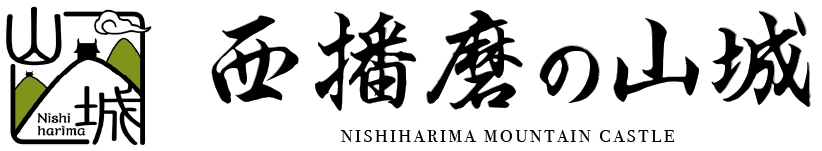 山
Nishi
harima
城
西播磨の山城
NISHIHARIMA MOUNTAIN CASTLE